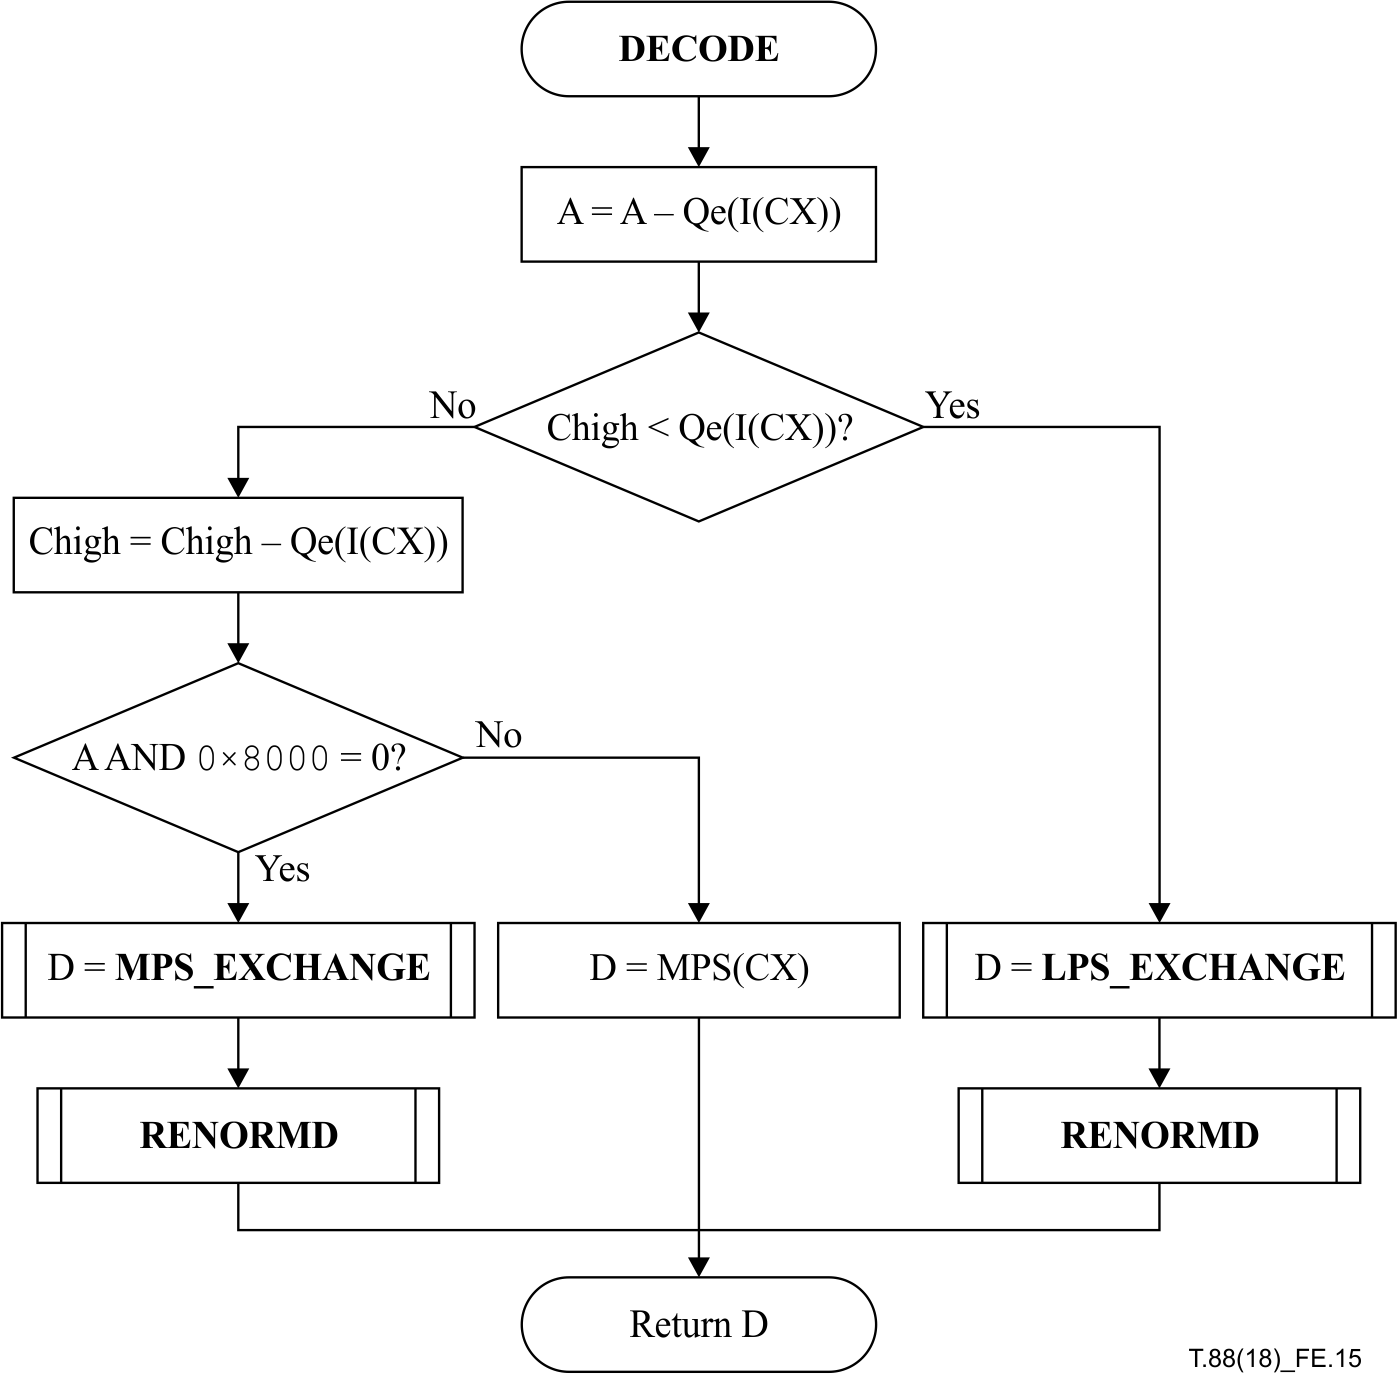 DECODE
A = A – Qe(I(CX))
No
Yes
Chigh < Qe(I(CX))?
Chigh = Chigh – Qe(I(CX))
No
A AND 0×8000 = 0?
Yes
D = MPS_EXCHANGE
D = MPS(CX)
D = LPS_EXCHANGE
RENORMD
RENORMD
Return D
T.88(18)_FE.15